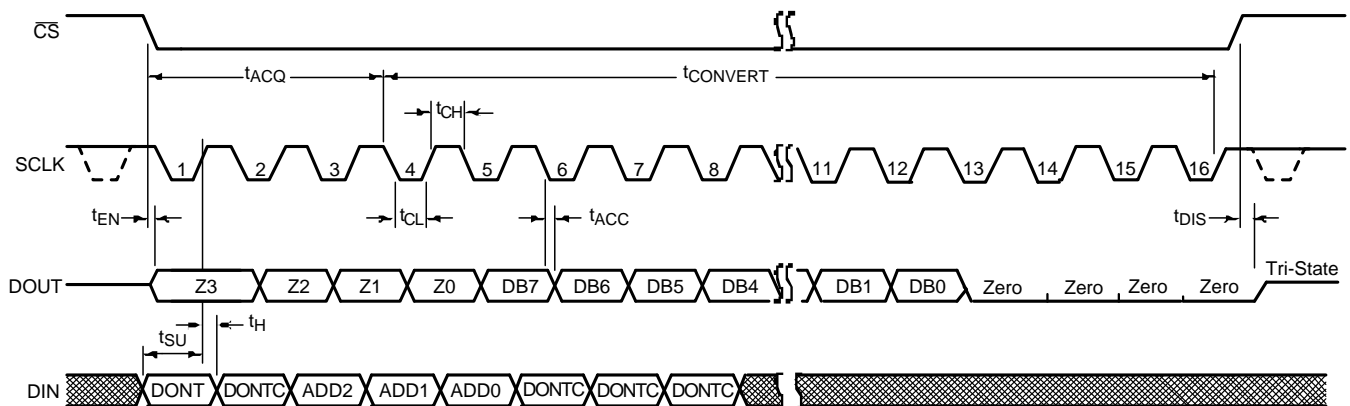 CS
tACQ
tCONVERT
tCH
SCLK
1 2 3 4 5 6 7 8 11 12 13 14 15 16
tEN
tCL
tACC
tDIS
DOUT
Z3 Z2 Z1 Z0 DB7 DB6 DB5 DB4 DB1 DB0 Zero Zero Zero Zero
Tri-State
tSU
tH
DIN
DONT DONTC ADD2 ADD1 ADD0 DONTC DONTC DONTC